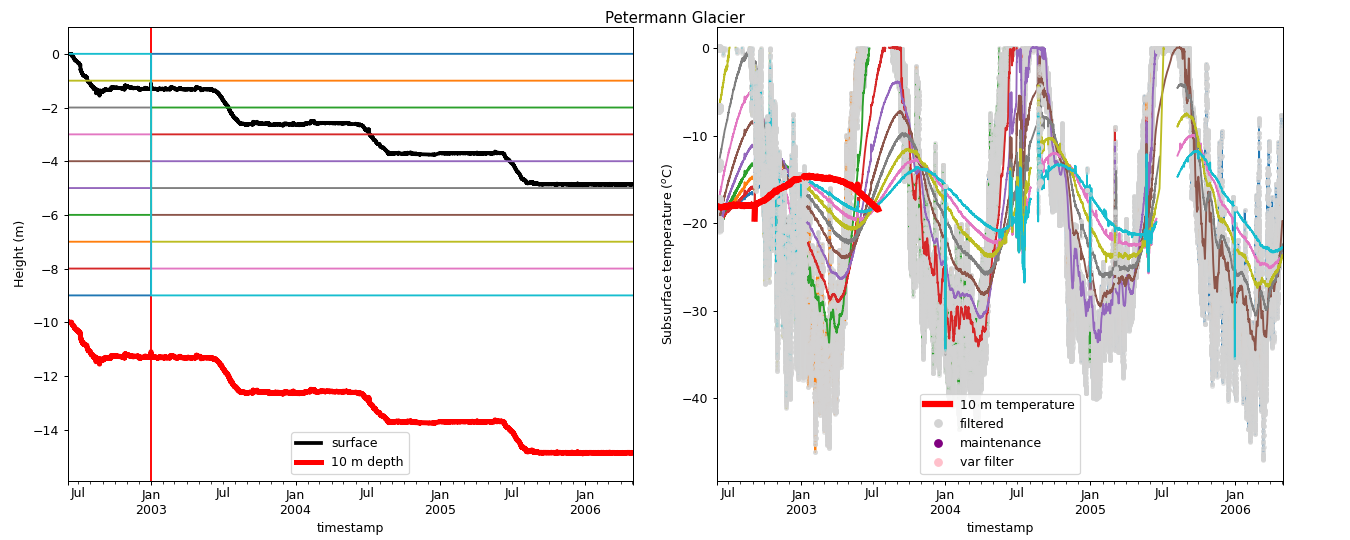 Petermann Glacier
Height (m)
0
−2
−4
−6
−8
−10
−12
−14
surface
10 m depth
Jul Jan Jul Jan Jul Jan Jul Jan
2003 2004 2005 2006
timestamp
Subsurface temperature (°C)
0
−10
−20
−30
−40
10 m temperature
filtered
maintenance
var filter
Jul Jan Jul Jan Jul Jan Jul Jan
2003 2004 2005 2006
timestamp